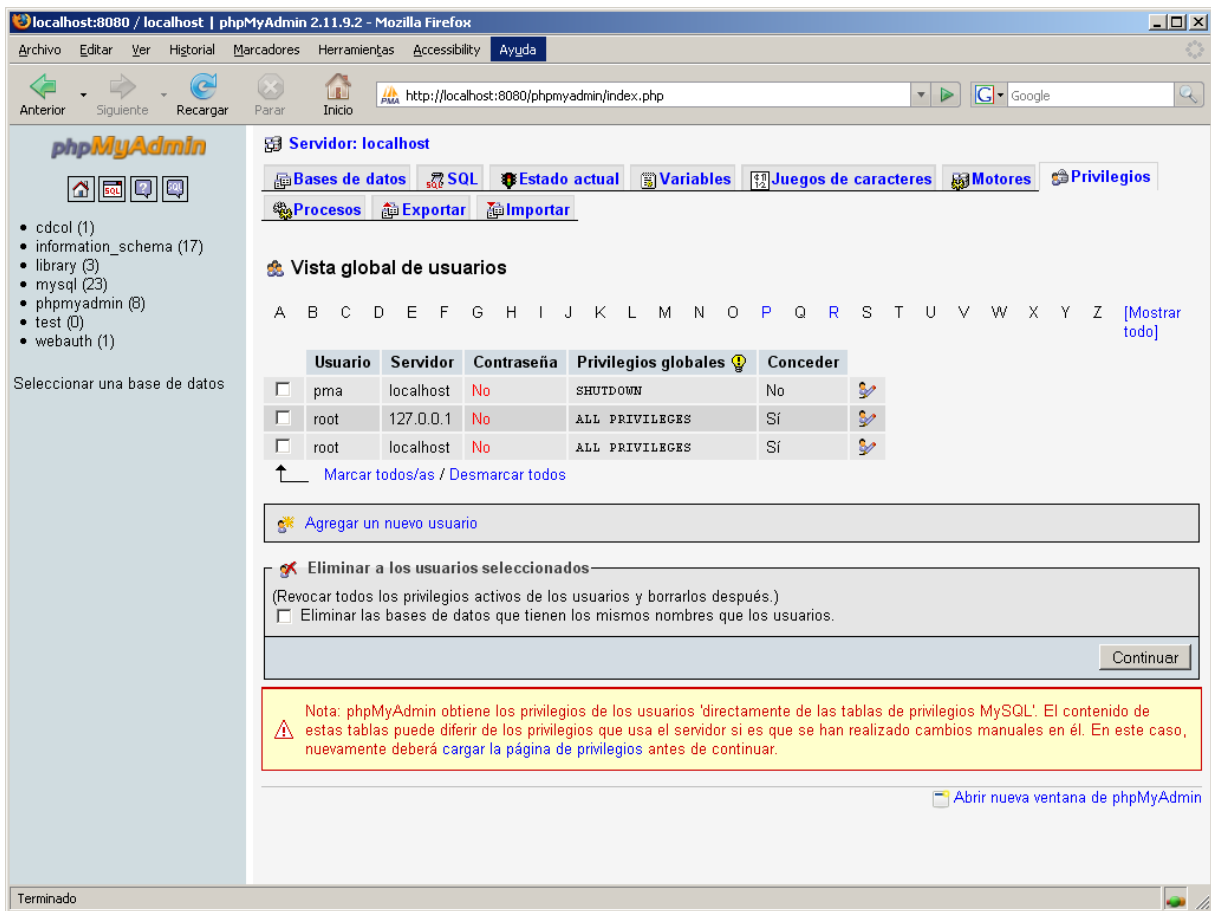 localhost:8080 / localhost | phpMyAdmin 2.11.9.2 - Mozilla Firefox
Archivo Editar Ver Historial Marcadores Herramientas Accessibility Ayuda
Anterior Siguiente Recargar Parar Inicio
PMA http://localhost:8080/phpmyadmin/index.php G Google
phpMyAdmin
SQL ? SQL
cdcol (1)
information_schema (17)
library (3)
mysql (23)
phpmyadmin (8)
test (0)
webauth (1)
Seleccionar una base de datos
Servidor: localhost
Bases de datos SQL Estado actual Variables Juegos de caracteres Motores Privilegios
Procesos Exportar Importar
Vista global de usuarios
A B C D E F G H I J K L M N O P Q R S T U V W X Y Z [Mostrar
todo]
Usuario Servidor Contraseña Privilegios globales Conceder
pma localhost No SHUTDOWN No
root 127.0.0.1 No ALL PRIVILEGES Sí
root localhost No ALL PRIVILEGES Sí
Marcar todos/as / Desmarcar todos
Agregar un nuevo usuario
Eliminar a los usuarios seleccionados
(Revocar todos los privilegios activos de los usuarios y borrarlos después.)
Eliminar las bases de datos que tienen los mismos nombres que los usuarios.
Continuar
Nota: phpMyAdmin obtiene los privilegios de los usuarios 'directamente de las tablas de privilegios MySQL'. El contenido de
estas tablas puede diferir de los privilegios que usa el servidor si es que se han realizado cambios manuales en él. En este caso,
nuevamente deberá cargar la página de privilegios antes de continuar.
Abrir nueva ventana de phpMyAdmin
Terminado